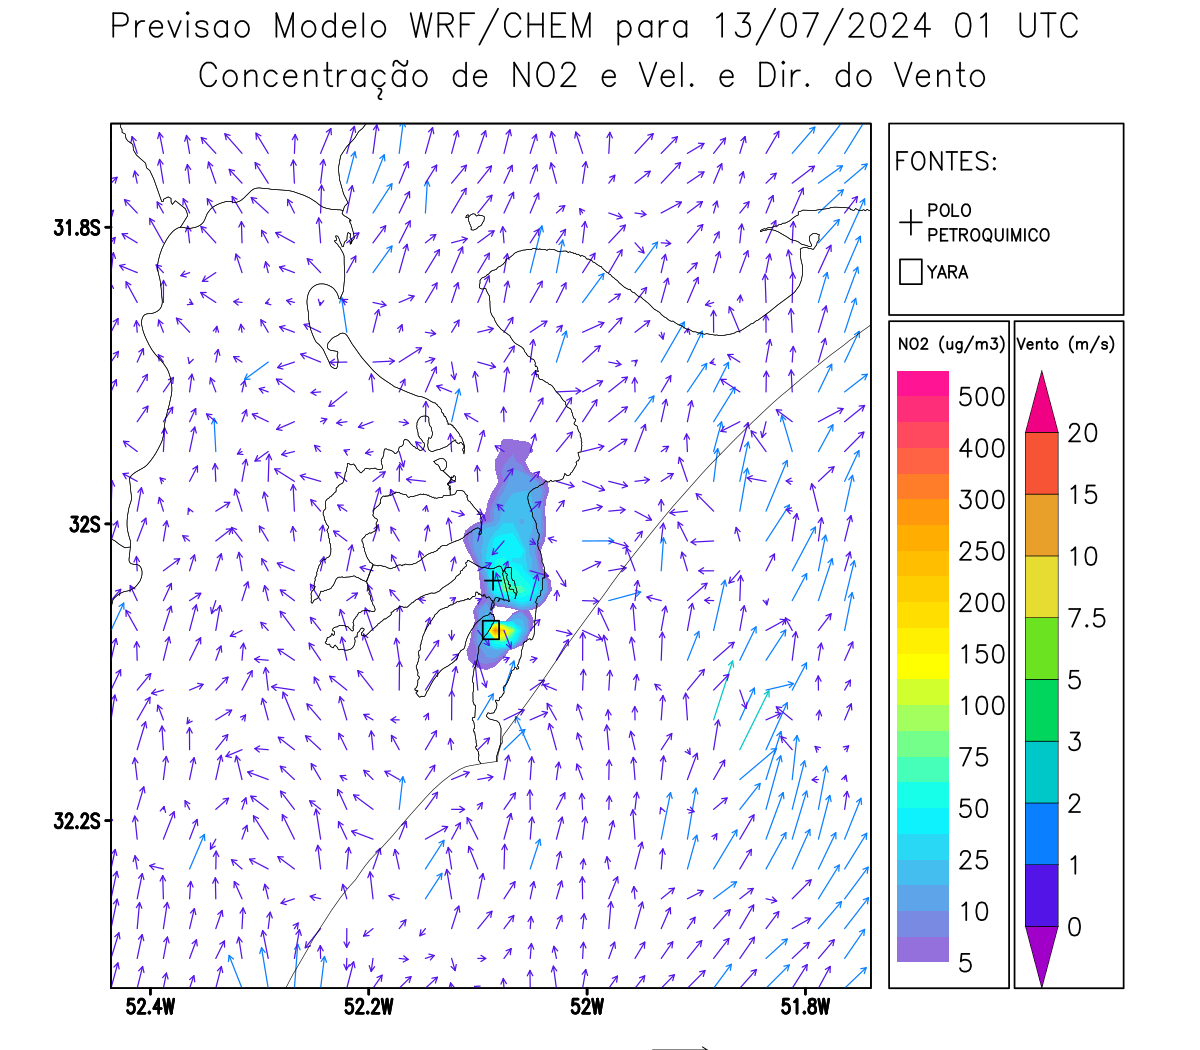 Previsao Modelo WRF/CHEM para 13/07/2024 01 UTC
Concentração de NO2 e Vel. e Dir. do Vento
FONTES:
POLO
PETROQUIMICO
YARA
31.8S
32S
32.2S
52.4W
52.2W
52W
51.8W
NO2 (ug/m3)
500
400
300
250
200
150
100
75
50
25
10
5
Vento (m/s)
20
15
10
7.5
5
3
2
1
0